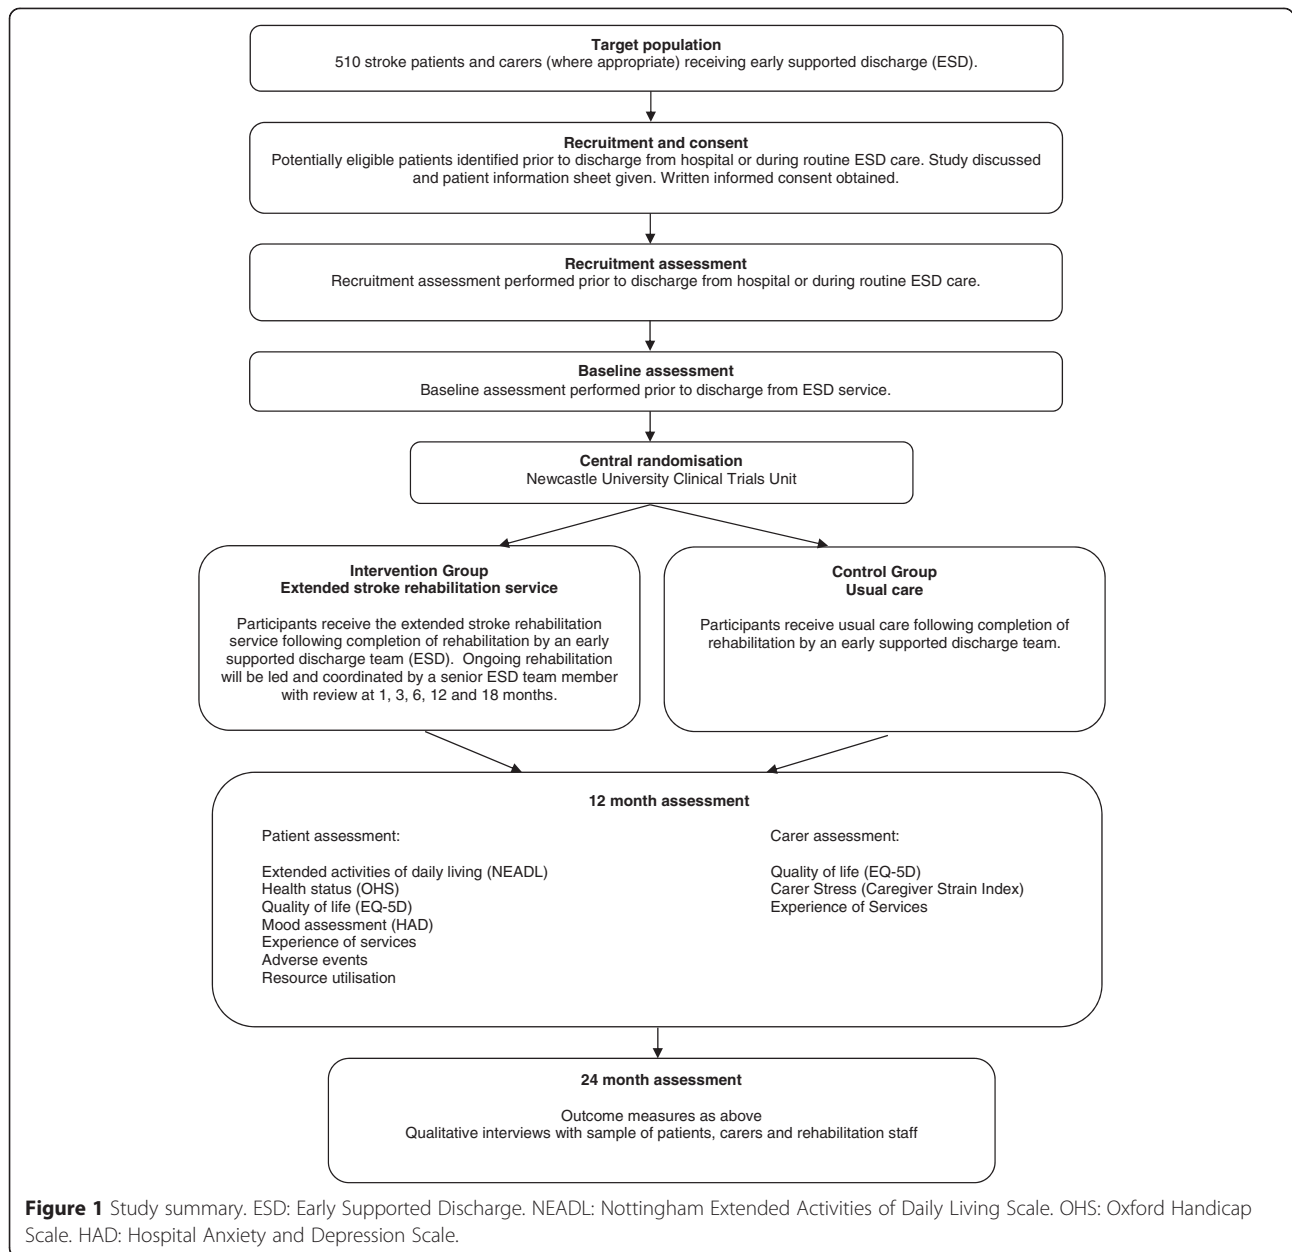 Target population
510 stroke patients and carers (where appropriate) receiving early supported discharge (ESD).
Recruitment and consent
Potentially eligible patients identified prior to discharge from hospital or during routine ESD care. Study discussed
and patient information sheet given. Written informed consent obtained.
Recruitment assessment
Recruitment assessment performed prior to discharge from hospital or during routine ESD care.
Baseline assessment
Baseline assessment performed prior to discharge from ESD service.
Central randomisation
Newcastle University Clinical Trials Unit
Intervention Group
Extended stroke rehabilitation service
Participants receive the extended stroke rehabilitation
service following completion of rehabilitation by an early
supported discharge team (ESD).  Ongoing rehabilitation
will be led and coordinated by a senior ESD team member
with review at 1, 3, 6, 12 and 18 months.
Control Group
Usual care
Participants receive usual care following completion of
rehabilitation by an early supported discharge team.
12 month assessment
Patient assessment:
Extended activities of daily living (NEADL)
Health status (OHS)
Quality of life (EQ-5D)
Mood assessment (HAD)
Experience of services
Adverse events
Resource utilisation
Carer assessment:
Quality of life (EQ-5D)
Carer Stress (Caregiver Strain Index)
Experience of Services
24 month assessment
Outcome measures as above
Qualitative interviews with sample of patients, carers and rehabilitation staff
Figure 1 Study summary. ESD: Early Supported Discharge. NEADL: Nottingham Extended Activities of Daily Living Scale. OHS: Oxford Handicap
Scale. HAD: Hospital Anxiety and Depression Scale.